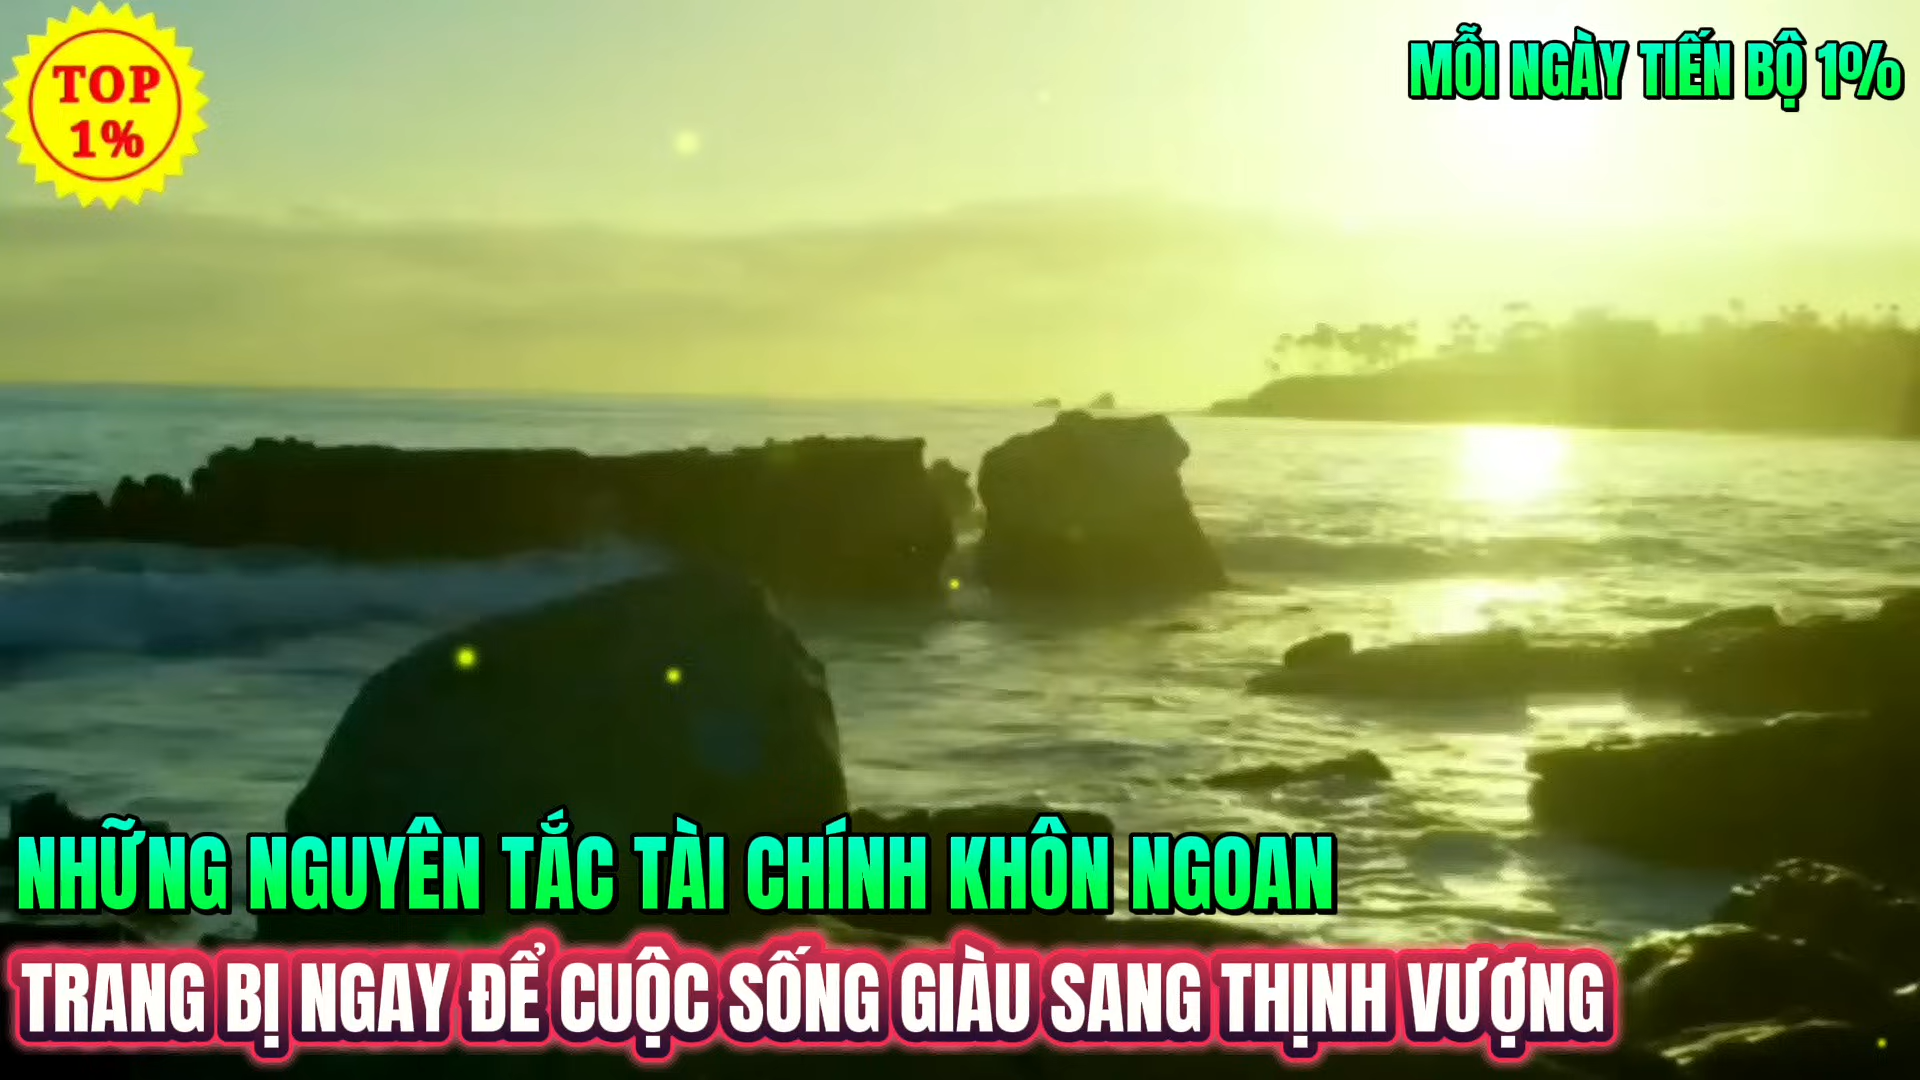 TOP
1%
MỖI NGÀY TIẾN BỘ 1%
NHỮNG NGUYÊN TẮC TÀI CHÍNH KHÔN NGOAN
TRANG BỊ NGAY ĐỂ CUỘC SỐNG GIÀU SANG THỊNH VƯỢNG